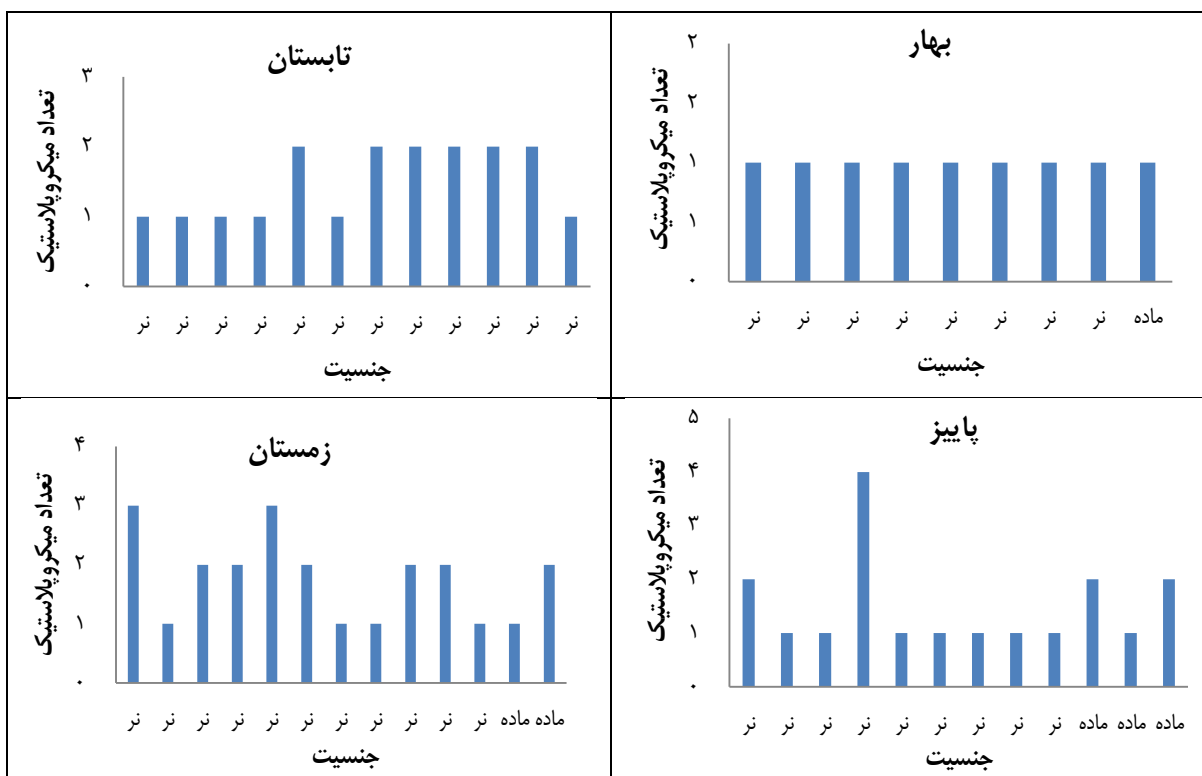 بهار
تعداد میکروپلاستیک
۲
۲
۱
۱
۰
ماده نر نر نر نر نر نر نر نر
جنسیت
تابستان
تعداد میکروپلاستیک
۳
۲
۱
۰
نر نر نر نر نر نر نر نر نر نر نر نر
جنسیت
پاییز
تعداد میکروپلاستیک
۵
۴
۳
۲
۱
۰
ماده ماده ماده نر نر نر نر نر نر نر نر نر
جنسیت
زمستان
تعداد میکروپلاستیک
۴
۳
۲
۱
۰
ماده ماده نر نر نر نر نر نر نر نر نر نر نر
جنسیت